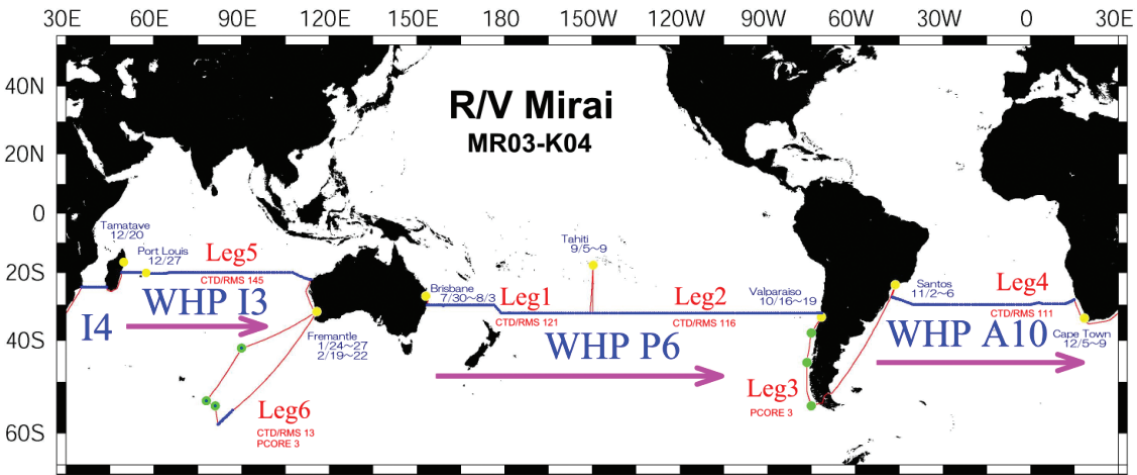 30E 60E 90E 120E 150E 180 150W 120W 90W 60W 30W 0 30E
40N
20N
0
20S
40S
60S
R/V Mirai
MR03-K04
Tamatave
12/20
Port Louis
12/27
Leg5
CTD/RMS 145
WHP I3
I4
Fremantle
1/24~27
2/19~22
Leg6
CTD/RMS 13
PCORE 3
Brisbane
7/30~8/3
Tahiti
9/5~9
Leg1
CTD/RMS 121
Leg2
CTD/RMS 116
WHP P6
Valparaiso
10/16~19
Leg3
PCORE 3
Santos
11/2~6
Leg4
CTD/RMS 111
WHP A10
Cape Town
12/5~9